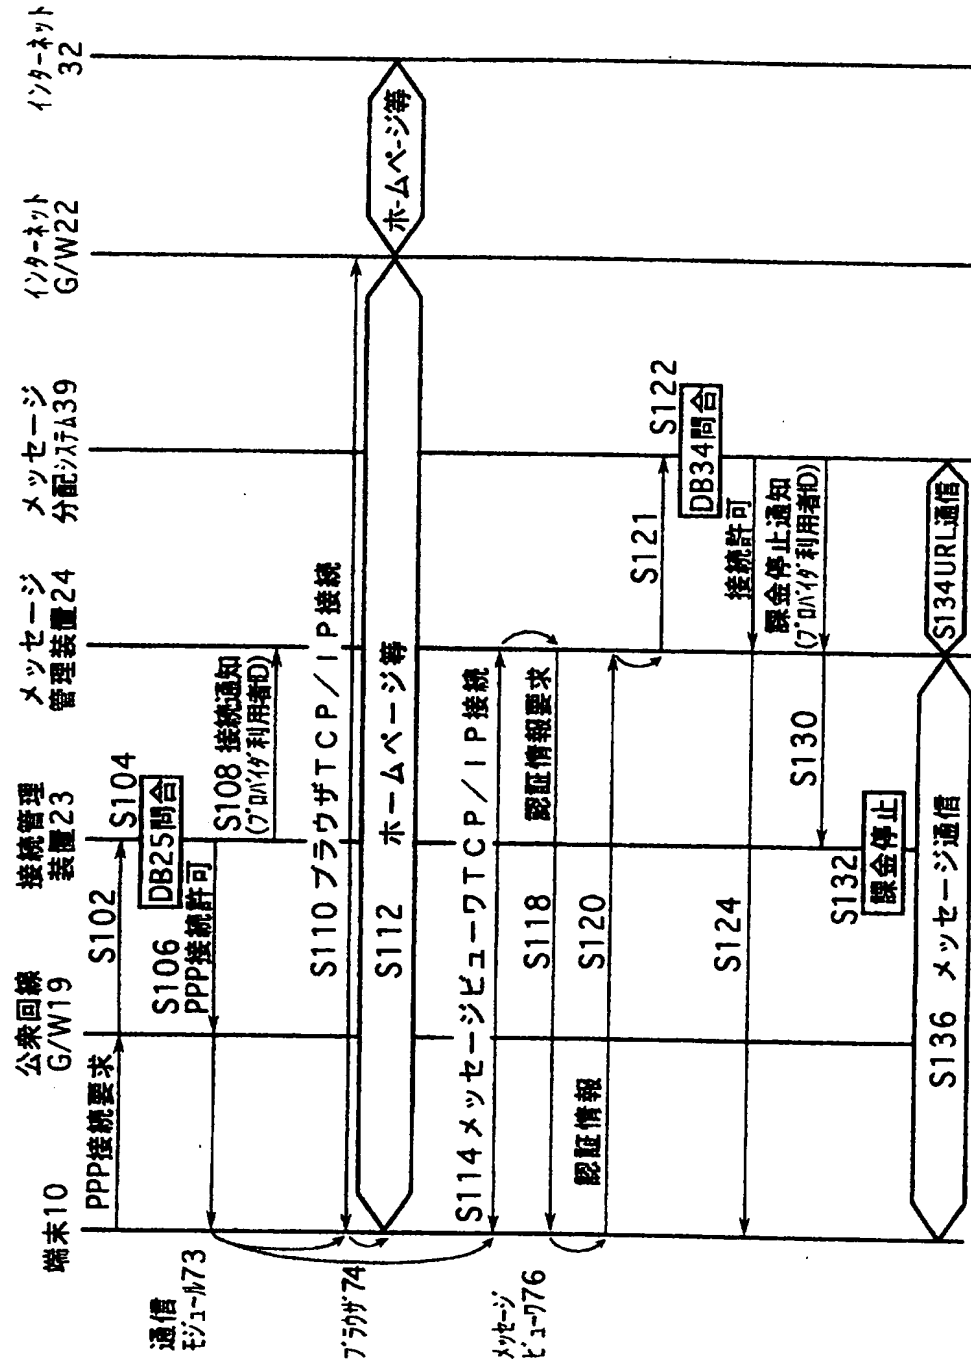 端末10
公衆回線
G/W19
接続管理
装置23
メッセージ
管理装置24
メッセージ
分配システム39
インターネット
G/W22
インターネット
32
通信
モジュール73
PPP接続要求
S102
S104
DB25問合
S106
PPP接続許可
S108 接続通知
(プロバイダ利用者ID)
ブラウザ74
S110 ブラウザTCP/IP接続
S112 ホームページ等
ホームページ等
メッセージ
ビューワ76
S114 メッセージビューワTCP/IP接続
認証情報要求
S118
認証情報
S120
S121
S122
DB34問合
接続許可
S124
課金停止通知
(プロバイダ利用者ID)
S130
S132
課金停止
S134URL通信
S136 メッセージ通信